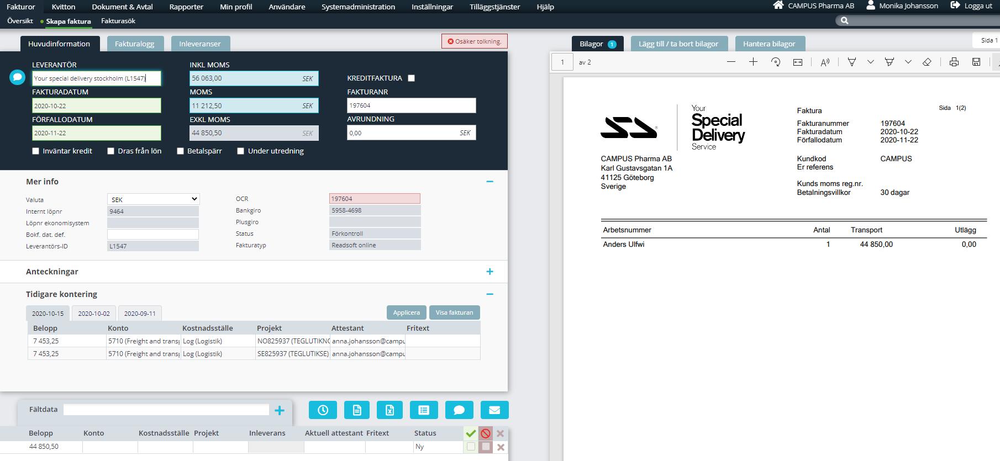 Fakturor Kvitton Dokument & Avtal Rapporter Min profil Användare Systemadministration Inställningar Tilläggstjänster Hjälp CAMPUS Pharma AB Monika Johansson Logga ut
Översikt Skapa faktura Fakturasök
Huvudinformation Fakturalogg Inleveranser Osäker tolkning.
LEVERANTÖR INKL MOMS
Your special delivery stockholm (L1547) 56 063,00 SEK KREDITFAKTURA
FAKTURADATUM MOMS FAKTURANR
2020-10-22 11 212,50 SEK 197604
FÖRFALLODATUM EXKL MOMS AVRUNDNING
2020-11-22 44 850,50 SEK 0,00 SEK
Inväntar kredit Dras från lön Betalspärr Under utredning
Mer info
Valuta SEK OCR 197604
Internt löpnr 9464 Bankgiro 5958-4698
Löpnr ekonomisystem Plusgiro
Bokf. dat. def. Status Förkontroll
Leverantörs-ID L1547 Fakturatyp Readsoft online
Anteckningar
Tidigare kontering
2020-10-15 2020-10-02 2020-09-11 Applicera Visa fakturan
Belopp Konto Kostnadsställe Projekt Attestant Fritext
7 453,25 5710 (Freight and transp Log (Logistik) NO825937 (TEGLUTIKNO anna.johansson@campu
7 453,25 5710 (Freight and transp Log (Logistik) SE825937 (TEGLUTIKSE) anna.johansson@campu
Fältdata
Belopp Konto Kostnadsställe Projekt Inleverans Aktuell attestant Fritext Status
44 850,50 Ny
Bilagor 1 Lägg till / ta bort bilagor Hantera bilagor Sida 1
1 av 2
Your
Special
Delivery
Service
Faktura Sida 1(2)
Fakturanummer 197604
Fakturadatum 2020-10-22
Förfallodatum 2020-11-22
CAMPUS Pharma AB
Karl Gustavsgatan 1A
41125 Göteborg
Sverige
Kundkod CAMPUS
Er referens
Kunds moms reg.nr.
Betalningsvillkor 30 dagar
Arbetsnummer Antal Transport Utlägg
Anders Ulfwi 1 44 850,00 0,00